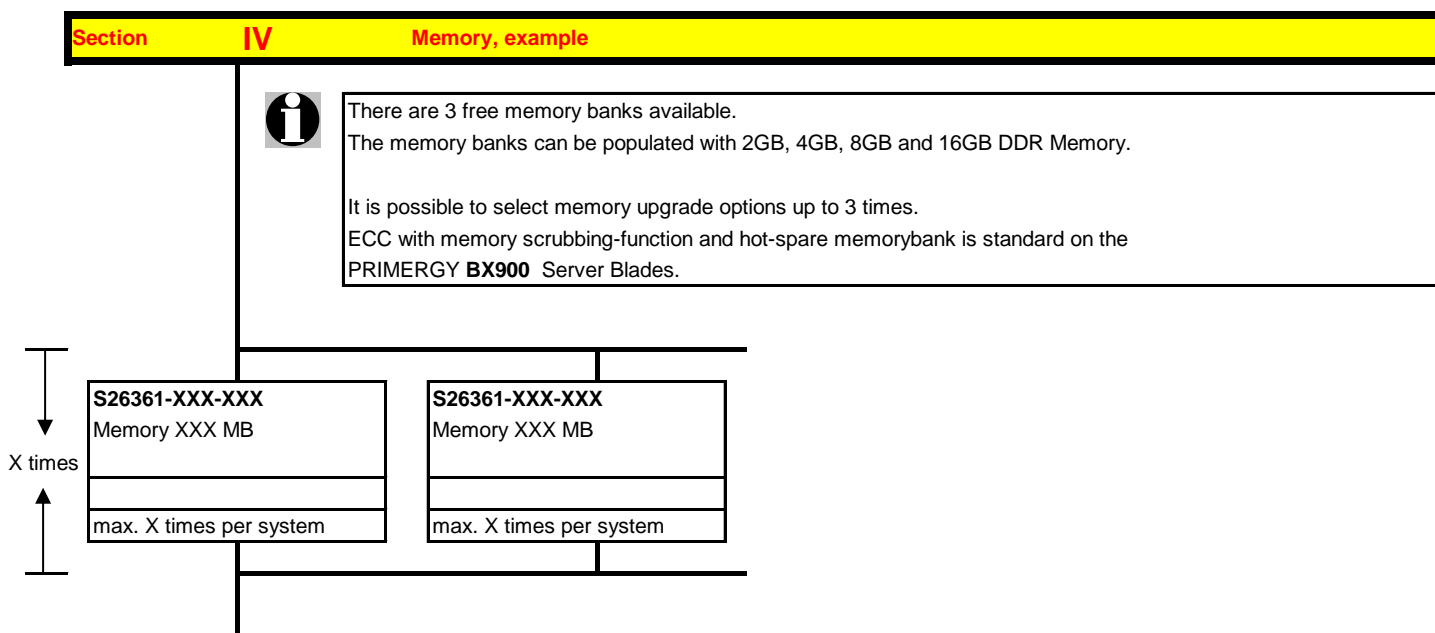 Section IV Memory, example
There are 3 free memory banks available.
The memory banks can be populated with 2GB, 4GB, 8GB and 16GB DDR Memory.
It is possible to select memory upgrade options up to 3 times.
ECC with memory scrubbing-function and hot-spare memorybank is standard on the
PRIMERGY BX900 Server Blades.
X times
S26361-XXX-XXX
Memory XXX MB
max. X times per system
S26361-XXX-XXX
Memory XXX MB
max. X times per system